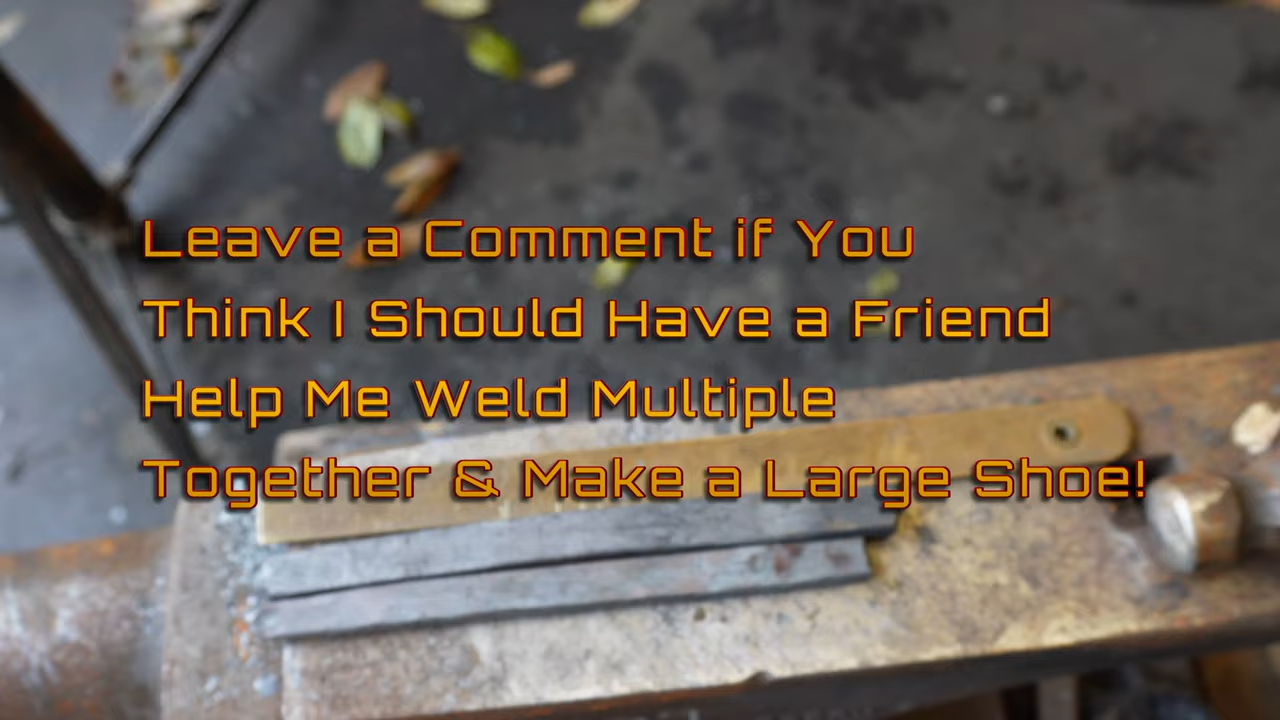 Leave a Comment if You
Think I Should Have a Friend
Help Me Weld Multiple
Together & Make a Large Shoe!